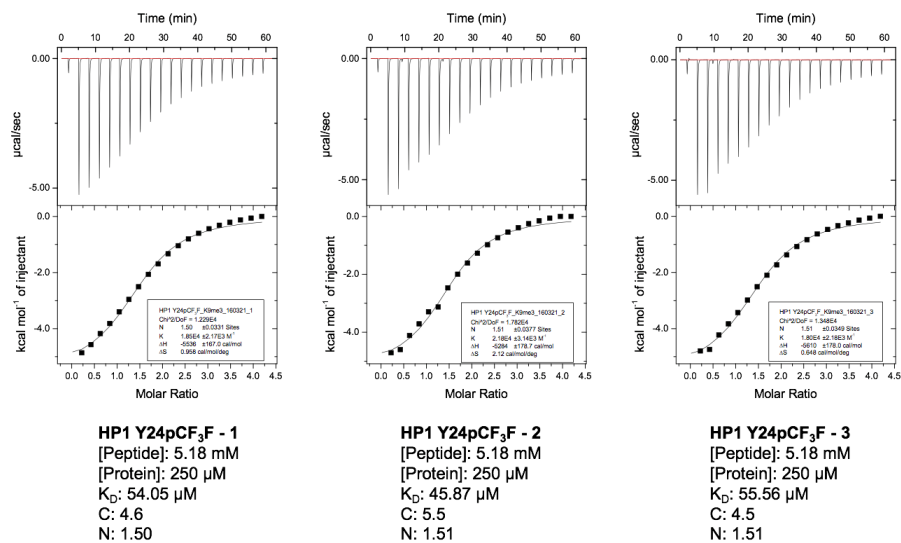 Time (min)
0 10 20 30 40 50 60
0.00
-5.00
µcal/sec
0.0
-2.0
-4.0
kcal mol⁻¹ of injectant
HP1 Y24pCF,F_K9me3_160321_1
Chi^2/DoF = 1.229E4
N 1.50 ±0.0331 Sites
K 1.85E4 ±2.17E3 M⁻¹
ΔH -5536 ±167.0 cal/mol
ΔS 0.958 cal/mol/deg
0.0 0.5 1.0 1.5 2.0 2.5 3.0 3.5 4.0 4.5
Molar Ratio
HP1 Y24pCF₃F - 1
[Peptide]: 5.18 mM
[Protein]: 250 µM
K_D: 54.05 µM
C: 4.6
N: 1.50
Time (min)
0 10 20 30 40 50 60
0.00
-5.00
µcal/sec
0.0
-2.0
-4.0
kcal mol⁻¹ of injectant
HP1 Y24pCF,F_K9me3_160321_2
Chi^2/DoF = 1.782E4
N 1.51 ±0.0377 Sites
K 2.18E4 ±3.14E3 M⁻¹
ΔH -5284 ±178.7 cal/mol
ΔS 2.12 cal/mol/deg
0.0 0.5 1.0 1.5 2.0 2.5 3.0 3.5 4.0 4.5
Molar Ratio
HP1 Y24pCF₃F - 2
[Peptide]: 5.18 mM
[Protein]: 250 µM
K_D: 45.87 µM
C: 5.5
N: 1.51
Time (min)
0 10 20 30 40 50 60
0.00
-5.00
µcal/sec
0.0
-2.0
-4.0
kcal mol⁻¹ of injectant
HP1 Y24pCF,F_K9me3_160321_3
Chi^2/DoF = 1.348E4
N 1.51 ±0.0349 Sites
K 1.80E4 ±2.18E3 M⁻¹
ΔH -5610 ±178.0 cal/mol
ΔS 0.648 cal/mol/deg
0.0 0.5 1.0 1.5 2.0 2.5 3.0 3.5 4.0 4.5
Molar Ratio
HP1 Y24pCF₃F - 3
[Peptide]: 5.18 mM
[Protein]: 250 µM
K_D: 55.56 µM
C: 4.5
N: 1.51